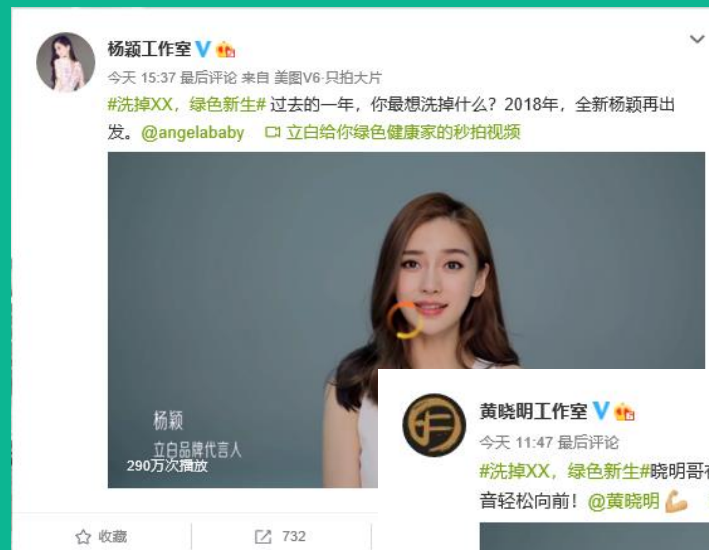 杨颖工作室
今天 15:37 最后评论 来自 美图V6·只拍大片
#洗掉XX，绿色新生# 过去的一年，你最想洗掉什么？2018年，全新杨颖再出
发。@angelababy 立白给你绿色健康家的秒拍视频
杨颖
立白品牌代言人
290万次播放
收藏
732
黄晓明工作室
今天 11:47 最后评论
#洗掉XX，绿色新生#晓明哥
音轻松向前！@黄晓明